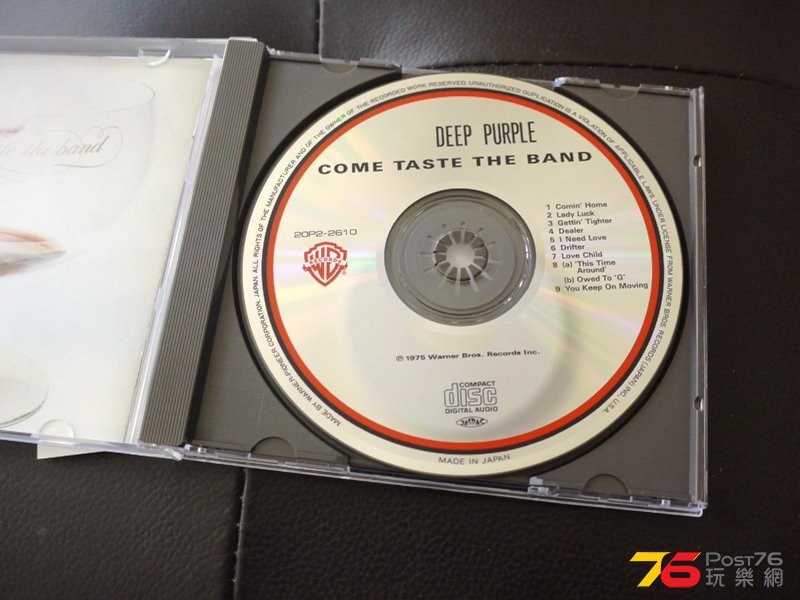 the band
DEEP PURPLE
COME TASTE THE BAND
20P2-2610
WB
RECORDS
®
1 Comin' Home
2 Lady Luck
3 Gettin' Tighter
4 Dealer
5 I Need Love
6 Drifter
7 Love Child
8 (a) 'This Time
Around'
(b) Owed To 'G'
9 You Keep On Moving
℗ 1975 Warner Bros. Records Inc.
COMPACT
disc
DIGITAL AUDIO
JASRAC
MADE BY WARNER-PIONEER CORPORATION, JAPAN. ALL RIGHTS OF THE MANUFACTURER AND OF THE OWNER OF THE RECORDED WORK RESERVED. UNAUTHORIZED DUPLICATION IS A VIOLATION OF APPLICABLE LAWS. UNDER LICENSE FROM WARNER BROS. RECORDS (JAPAN) INC., U.S.A.
MADE IN JAPAN
76 Post76
玩樂網